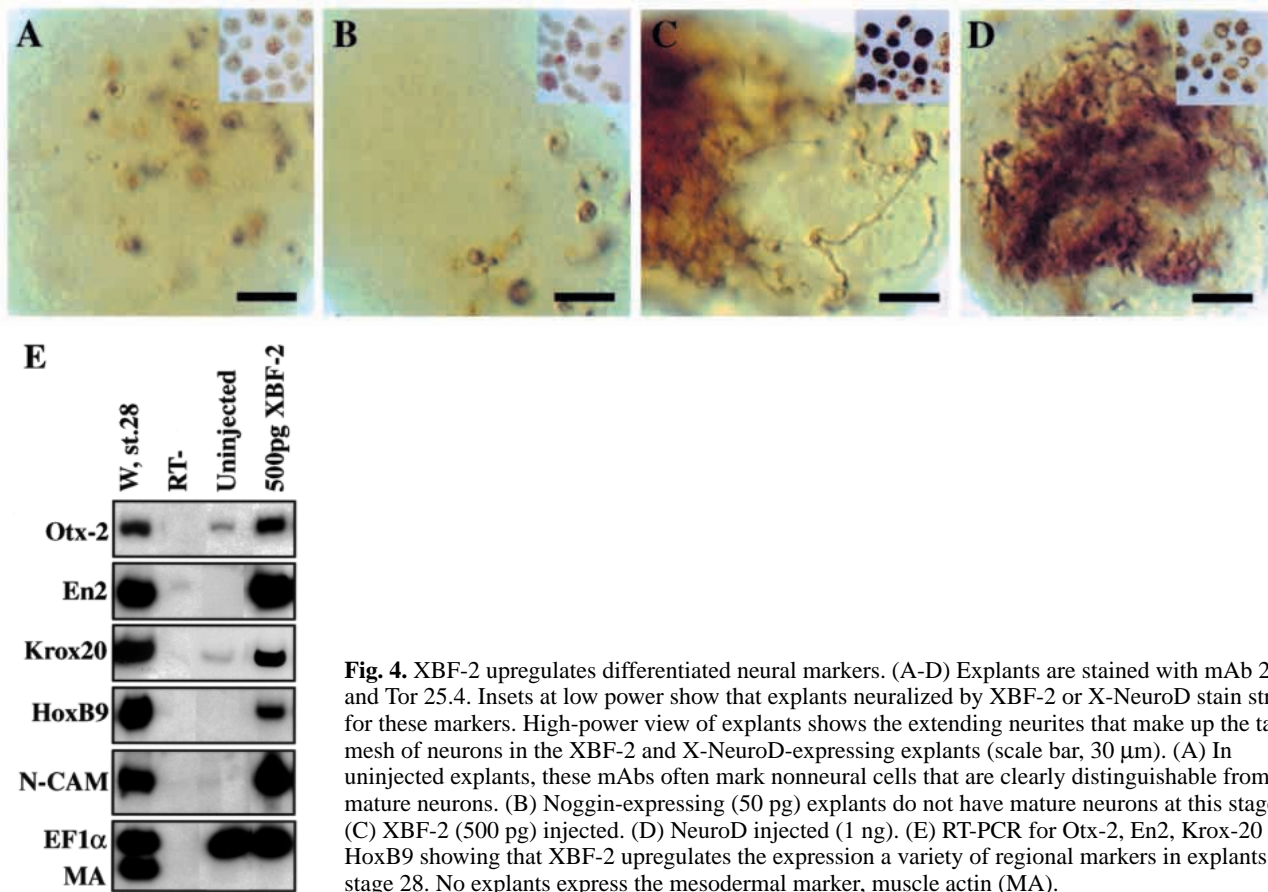 A B C D
E
W, st.28
RT-
Uninjected
500pg XBF-2
Otx-2
En2
Krox20
HoxB9
N-CAM
EF1α
MA
Fig. 4. XBF-2 upregulates differentiated neural markers. (A-D) Explants are stained with mAb 2
and Tor 25.4. Insets at low power show that explants neuralized by XBF-2 or X-NeuroD stain str
for these markers. High-power view of explants shows the extending neurites that make up the ta
mesh of neurons in the XBF-2 and X-NeuroD-expressing explants (scale bar, 30 μm). (A) In
uninjected explants, these mAbs often mark nonneural cells that are clearly distinguishable from
mature neurons. (B) Noggin-expressing (50 pg) explants do not have mature neurons at this stage
(C) XBF-2 (500 pg) injected. (D) NeuroD injected (1 ng). (E) RT-PCR for Otx-2, En2, Krox-20
HoxB9 showing that XBF-2 upregulates the expression a variety of regional markers in explants
stage 28. No explants express the mesodermal marker, muscle actin (MA).